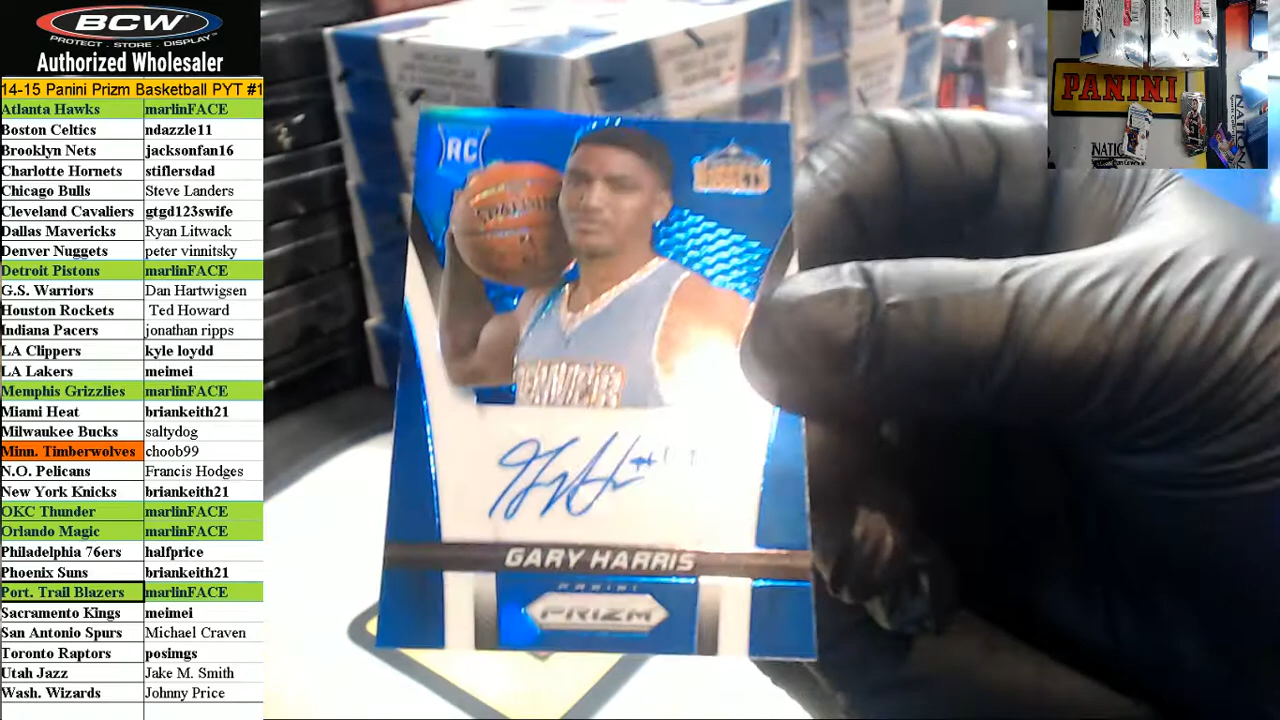 BCW
PROTECT . STORE . DISPLAY™
Authorized Wholesaler
14-15 Panini Prizm Basketball PYT #1
Atlanta Hawks marlinFACE
Boston Celtics ndazzle11
Brooklyn Nets jacksonfan16
Charlotte Hornets stiflersdad
Chicago Bulls Steve Landers
Cleveland Cavaliers gtgd123swife
Dallas Mavericks Ryan Litwack
Denver Nuggets peter vinnitsky
Detroit Pistons marlinFACE
G.S. Warriors Dan Hartwigsen
Houston Rockets Ted Howard
Indiana Pacers jonathan ripps
LA Clippers kyle loydd
LA Lakers meimei
Memphis Grizzlies marlinFACE
Miami Heat briankeith21
Milwaukee Bucks saltydog
Minn. Timberwolves choob99
N.O. Pelicans Francis Hodges
New York Knicks briankeith21
OKC Thunder marlinFACE
Orlando Magic marlinFACE
Philadelphia 76ers halfprice
Phoenix Suns briankeith21
Port. Trail Blazers marlinFACE
Sacramento Kings meimei
San Antonio Spurs Michael Craven
Toronto Raptors posimgs
Utah Jazz Jake M. Smith
Wash. Wizards Johnny Price
RC
NUGGETS
SPALDING
DENVER
GARY HARRIS
PANINI
PRIZM
PANINI